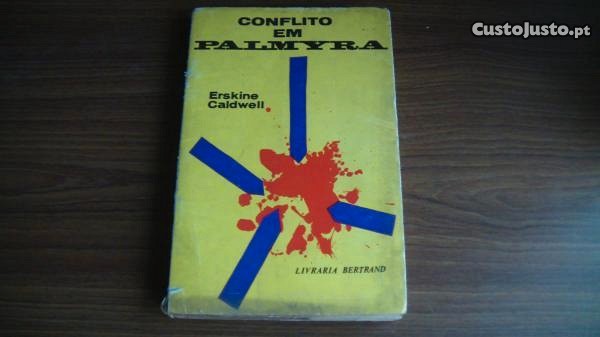 CustoJusto.pt
CONFLITO
EM
PALMYRA
Erskine
Caldwell
LIVRARIA BERTRAND